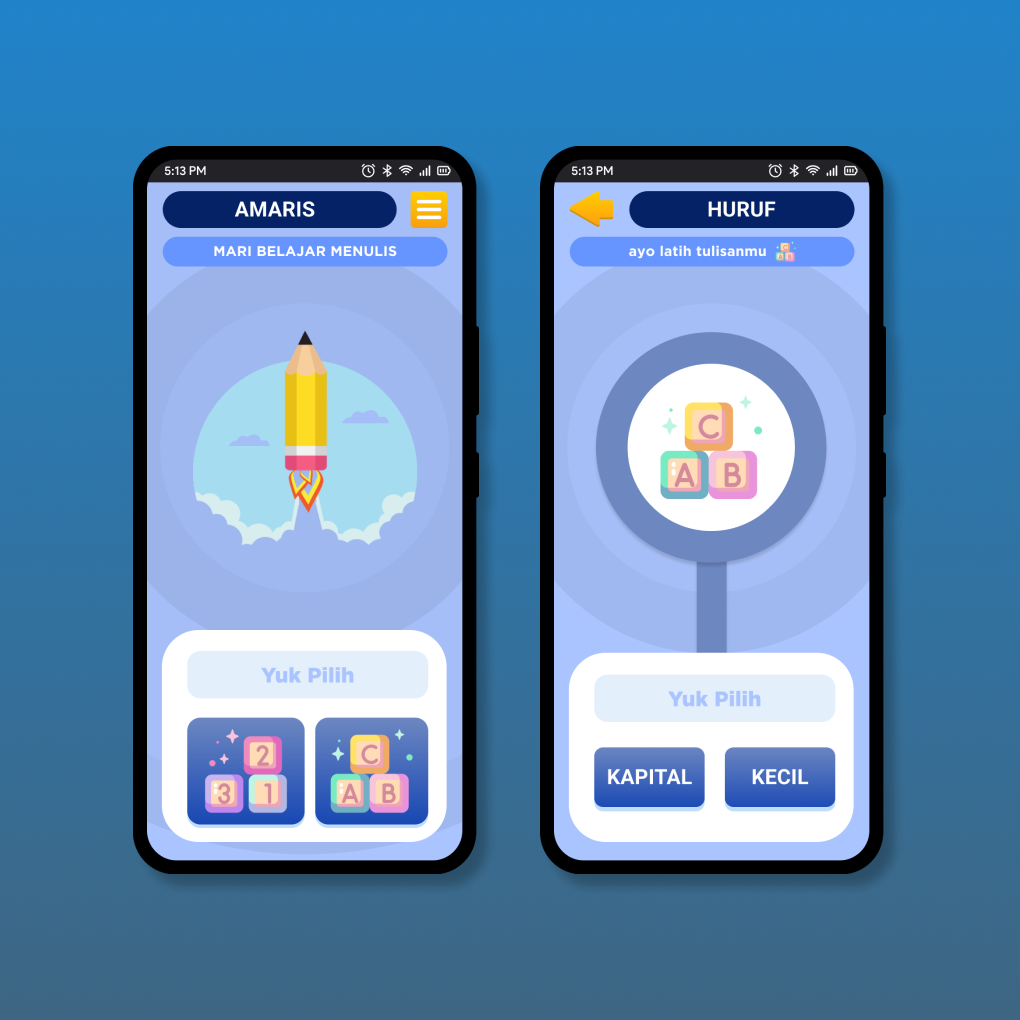 5:13 PM
AMARIS
MARI BELAJAR MENULIS
Yuk Pilih
2
3 1
C
A B
5:13 PM
HURUF
ayo latih tulisanmu
C
A B
Yuk Pilih
KAPITAL
KECIL